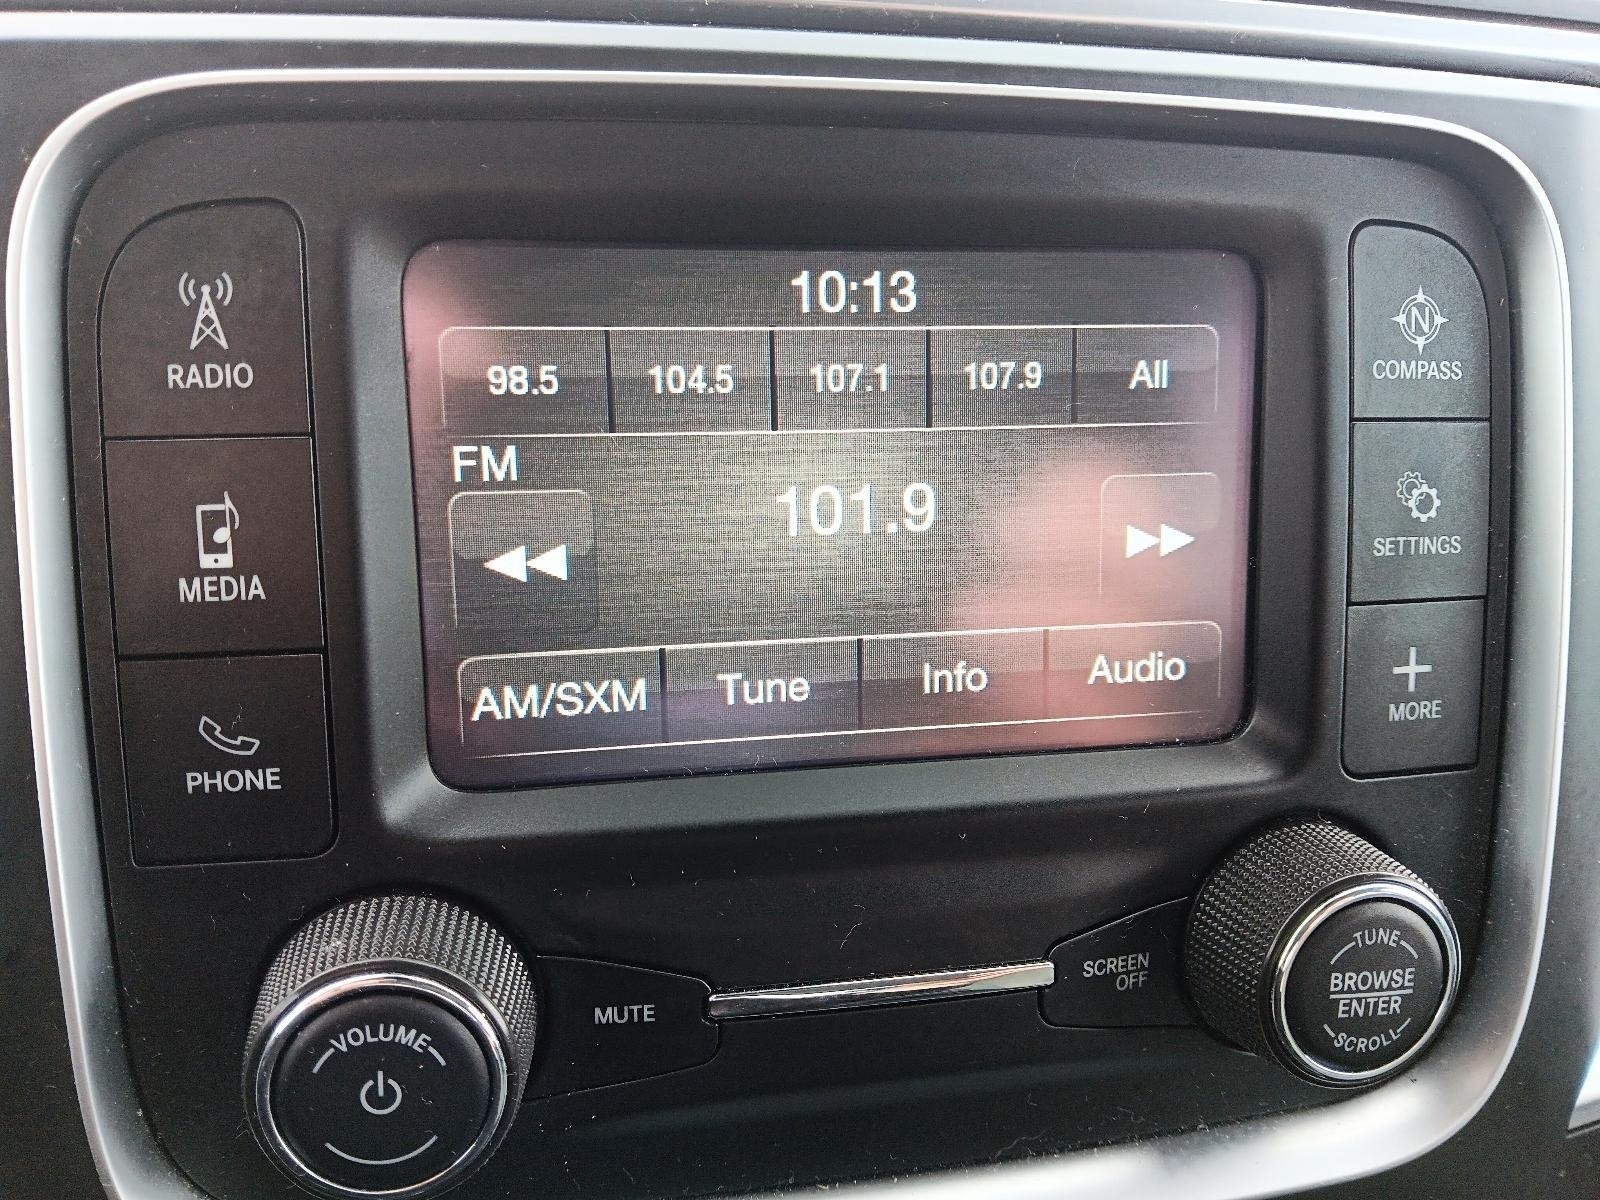 10:13
98.5 104.5 107.1 107.9 All
FM
101.9
AM/SXM Tune Info Audio
RADIO
MEDIA
PHONE
COMPASS
N
SETTINGS
MORE
VOLUME
MUTE
SCREEN
OFF
TUNE
BROWSE
ENTER
SCROLL